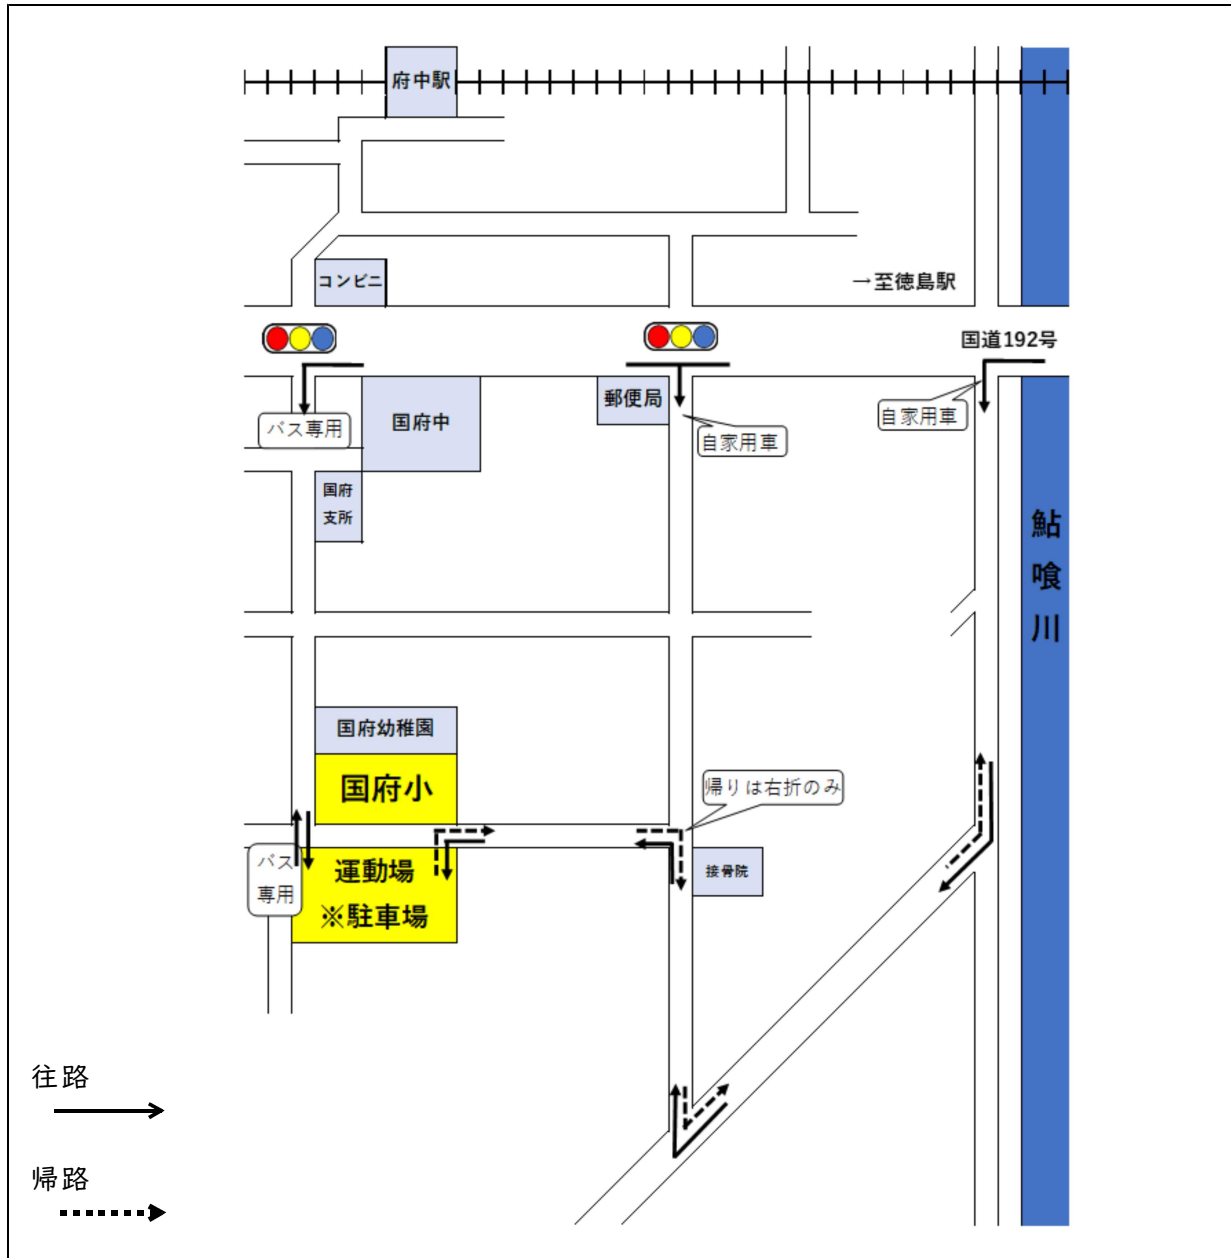 府中駅
コンビニ
→至徳島駅
国道192号
バス専用
国府中
郵便局
自家用車
自家用車
国府
支所
鮎
喰
川
国府幼稚園
国府小
帰りは右折のみ
バス
専用
運動場
※駐車場
接骨院
往路
帰路